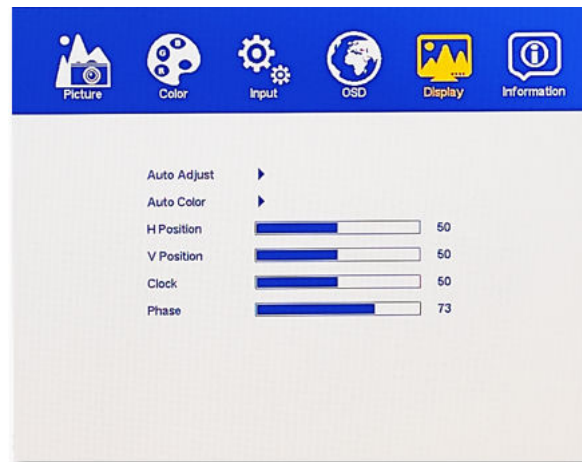 Picture Color Input OSD Display Information
Auto Adjust
Auto Color
H Position 50
V Position 50
Clock 50
Phase 73